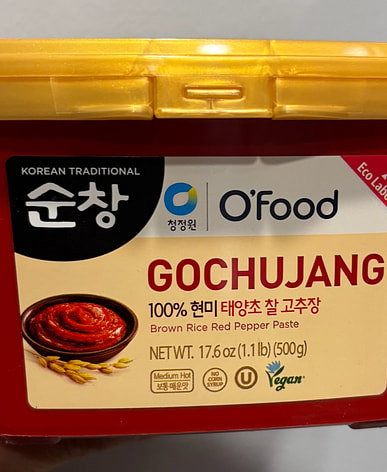 KOREAN TRADITIONAL
순창
청정원
O'Food
Eco Label
GOCHUJANG
100% 현미 태양초 찰 고추장
Brown Rice Red Pepper Paste
NET WT. 17.6 oz (1.1 lb) (500g)
Medium Hot
보통 매운맛
NO CORN SYRUP
U
Vegan